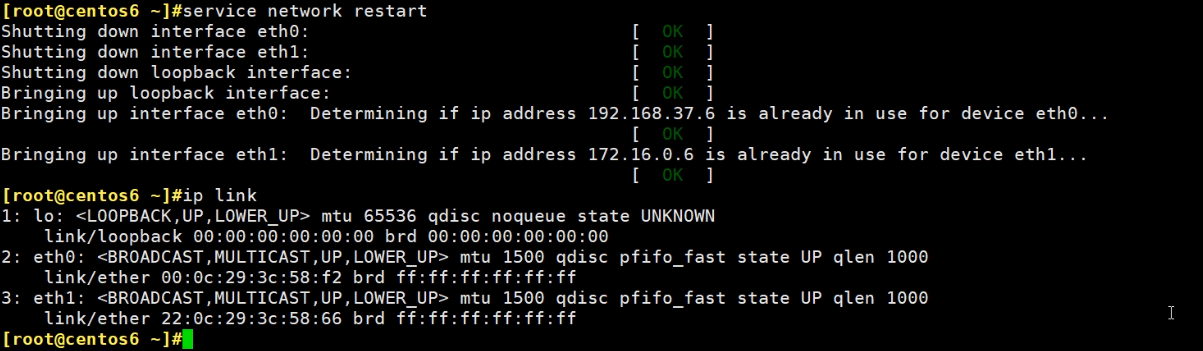 [root@centos6 ~]#service network restart
Shutting down interface eth0:                              [  OK  ]
Shutting down interface eth1:                              [  OK  ]
Shutting down loopback interface:                          [  OK  ]
Bringing up loopback interface:                            [  OK  ]
Bringing up interface eth0:  Determining if ip address 192.168.37.6 is already in use for device eth0...
                                                           [  OK  ]
Bringing up interface eth1:  Determining if ip address 172.16.0.6 is already in use for device eth1...
                                                           [  OK  ]
[root@centos6 ~]#ip link
1: lo: <LOOPBACK,UP,LOWER_UP> mtu 65536 qdisc noqueue state UNKNOWN
    link/loopback 00:00:00:00:00:00 brd 00:00:00:00:00:00
2: eth0: <BROADCAST,MULTICAST,UP,LOWER_UP> mtu 1500 qdisc pfifo_fast state UP qlen 1000
    link/ether 00:0c:29:3c:58:f2 brd ff:ff:ff:ff:ff:ff
3: eth1: <BROADCAST,MULTICAST,UP,LOWER_UP> mtu 1500 qdisc pfifo_fast state UP qlen 1000
    link/ether 22:0c:29:3c:58:66 brd ff:ff:ff:ff:ff:ff
[root@centos6 ~]#